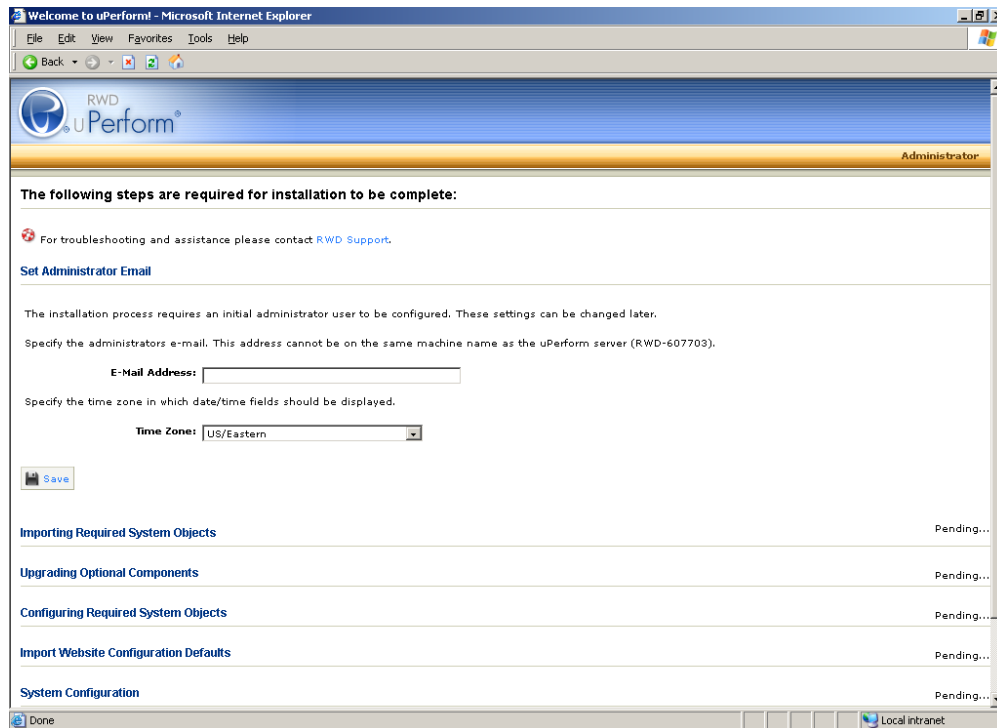 Welcome to uPerform! - Microsoft Internet Explorer
File Edit View Favorites Tools Help
Back
RWD
uPerform®
Administrator
The following steps are required for installation to be complete:
For troubleshooting and assistance please contact RWD Support.
Set Administrator Email
The installation process requires an initial administrator user to be configured. These settings can be changed later.
Specify the administrators e-mail. This address cannot be on the same machine name as the uPerform server (RWD-607703).
E-Mail Address:
Specify the time zone in which date/time fields should be displayed.
Time Zone: US/Eastern
Save
Importing Required System Objects Pending...
Upgrading Optional Components Pending...
Configuring Required System Objects Pending...
Import Website Configuration Defaults Pending...
System Configuration Pending...
Done Local intranet